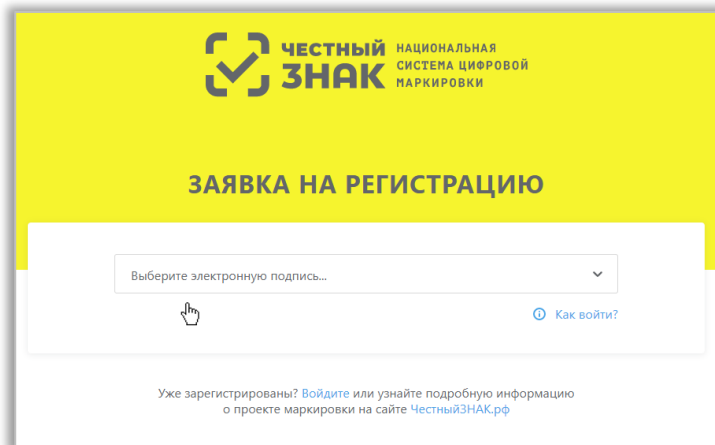 ЧЕСТНЫЙ ЗНАК
НАЦИОНАЛЬНАЯ
СИСТЕМА ЦИФРОВОЙ
МАРКИРОВКИ
ЗАЯВКА НА РЕГИСТРАЦИЮ
Выберите электронную подпись...
Как войти?
Уже зарегистрированы? Войдите или узнайте подробную информацию
о проекте маркировки на сайте ЧестныйЗНАК.рф